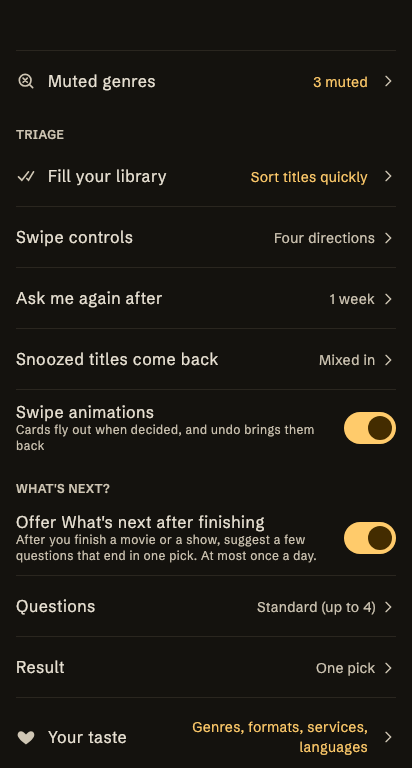 Muted genres 3 muted
TRIAGE
Fill your library Sort titles quickly
Swipe controls Four directions
Ask me again after 1 week
Snoozed titles come back Mixed in
Swipe animations
Cards fly out when decided, and undo brings them
back
WHAT'S NEXT?
Offer What's next after finishing
After you finish a movie or a show, suggest a few
questions that end in one pick. At most once a day.
Questions Standard (up to 4)
Result One pick
Your taste Genres, formats, services,
languages